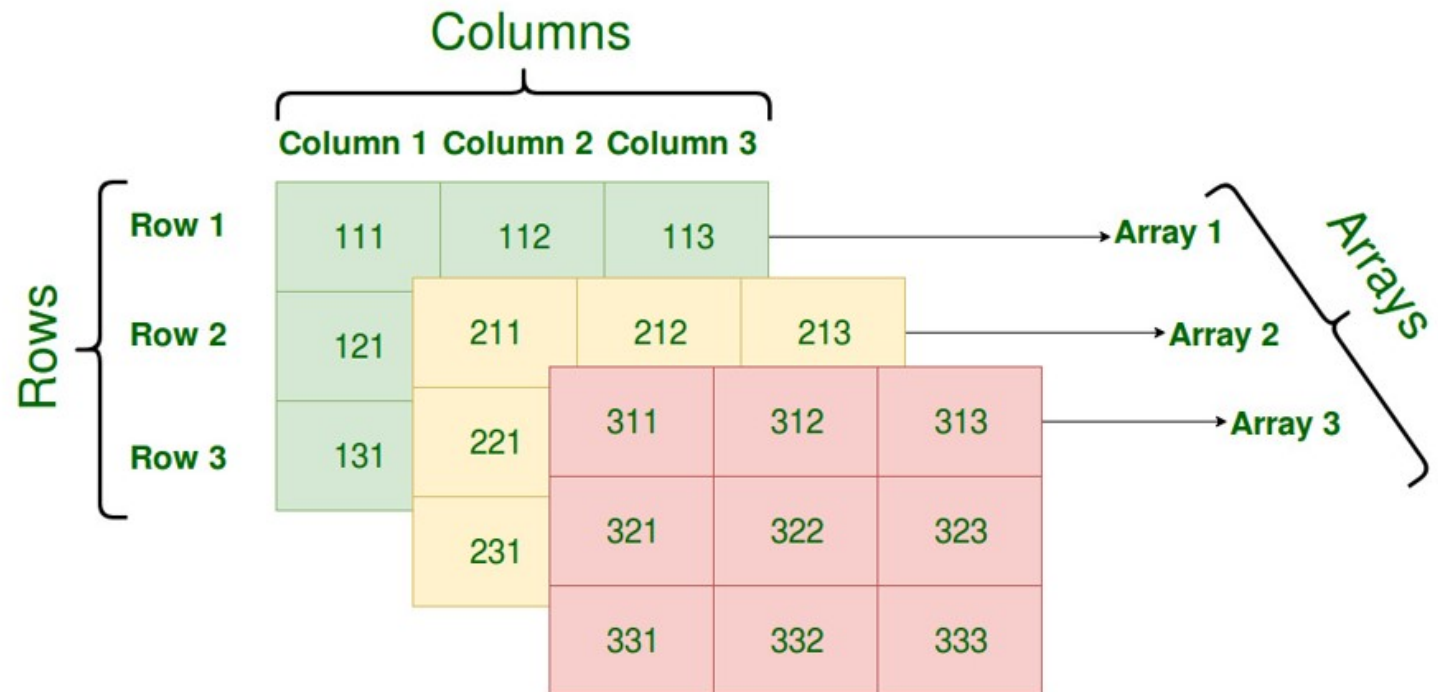 Columns
Column 1 Column 2 Column 3
Rows
Row 1
111 112 113
Array 1
Arrays
Row 2
121
211 212 213
Array 2
Row 3
131
221
311 312 313
Array 3
231
321 322 323
331 332 333